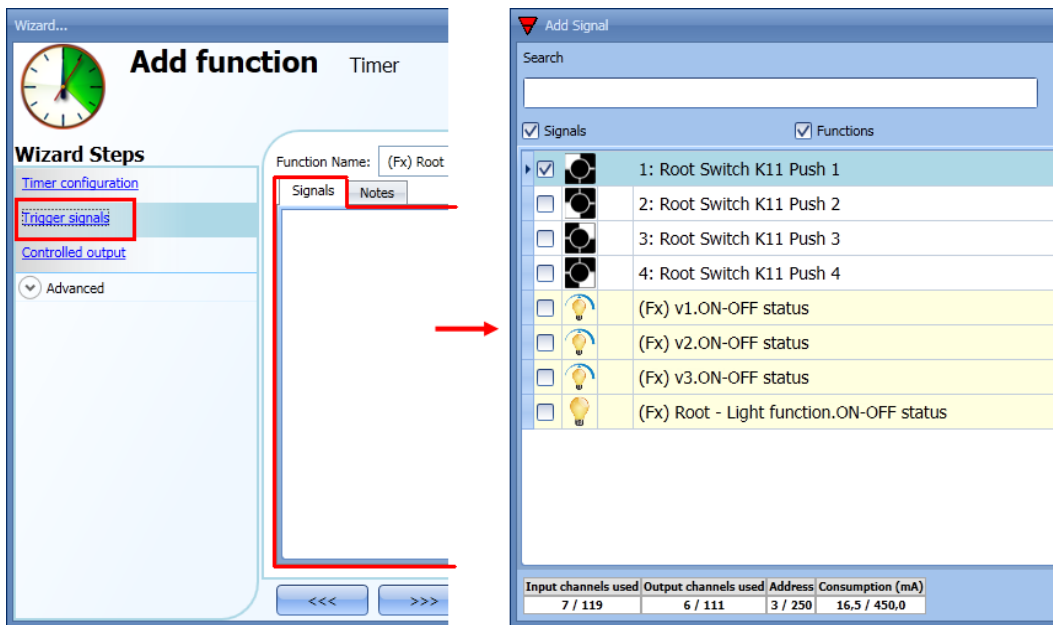 Wizard...
Add function Timer
Wizard Steps
Timer configuration
Trigger signals
Controlled output
Advanced
Function Name: (Fx) Root
Signals Notes
<<< >>>
Add Signal
Search
Signals Functions
1: Root Switch K11 Push 1
2: Root Switch K11 Push 2
3: Root Switch K11 Push 3
4: Root Switch K11 Push 4
(Fx) v1.ON-OFF status
(Fx) v2.ON-OFF status
(Fx) v3.ON-OFF status
(Fx) Root - Light function.ON-OFF status
Input channels used Output channels used Address Consumption (mA)
7 / 119 6 / 111 3 / 250 16,5 / 450,0